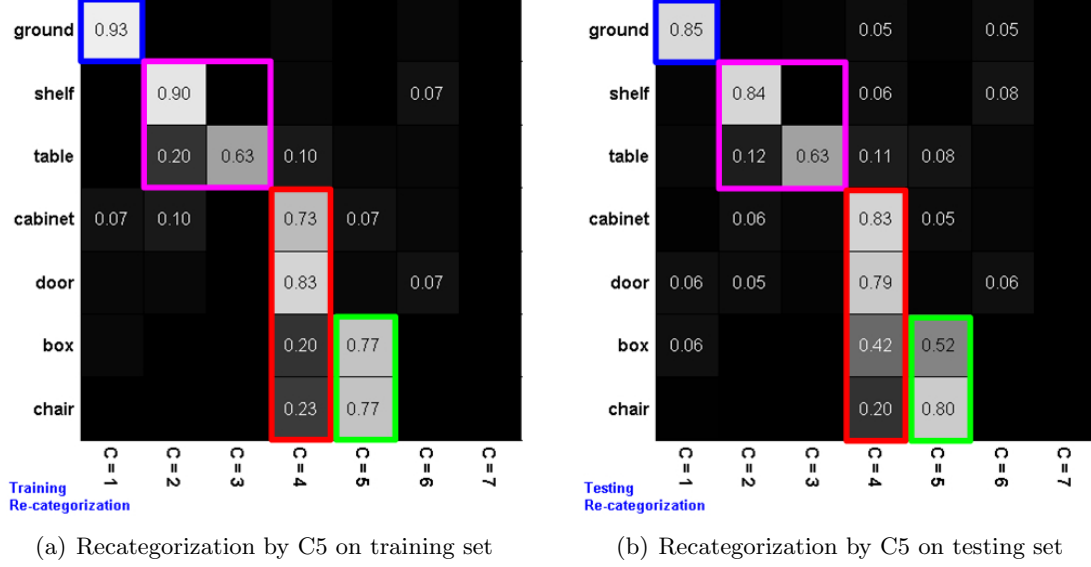 ground 0.93
shelf 0.90 0.07
table 0.20 0.63 0.10
cabinet 0.07 0.10 0.73 0.07
door 0.83 0.07
box 0.20 0.77
chair 0.23 0.77
C = 1 C = 2 C = 3 C = 4 C = 5 C = 6 C = 7
Training
Re-categorization
(a) Recategorization by C5 on training set
ground 0.85 0.05 0.05
shelf 0.84 0.06 0.08
table 0.12 0.63 0.11 0.08
cabinet 0.06 0.83 0.05
door 0.06 0.05 0.79 0.06
box 0.06 0.42 0.52
chair 0.20 0.80
C = 1 C = 2 C = 3 C = 4 C = 5 C = 6 C = 7
Testing
Re-categorization
(b) Recategorization by C5 on testing set